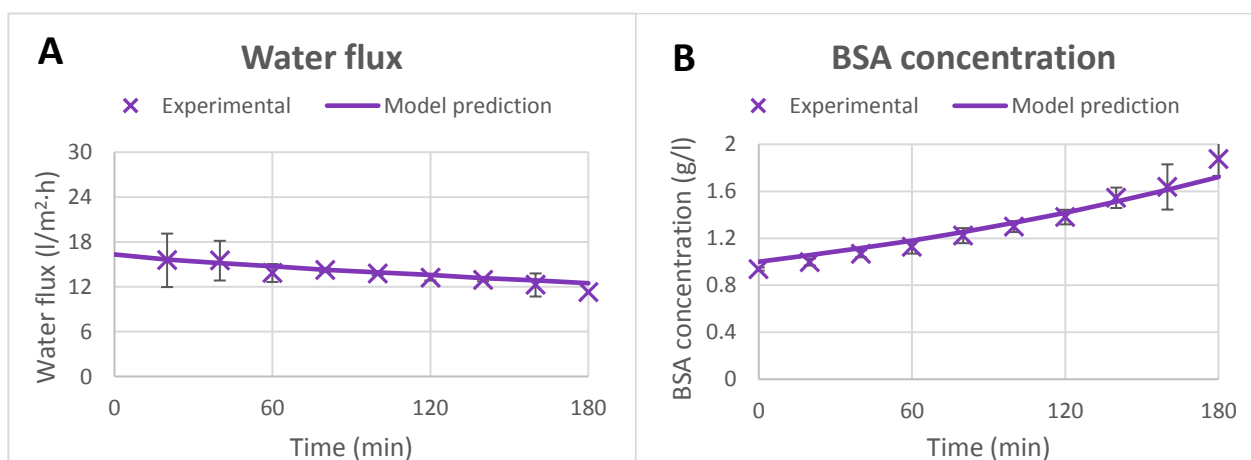 A
Water flux
Experimental
Model prediction
Water flux (l/m²·h)
30
24
18
12
6
0
0 60 120 180
Time (min)
B
BSA concentration
Experimental
Model prediction
BSA concentration (g/l)
2
1.6
1.2
0.8
0.4
0
0 60 120 180
Time (min)